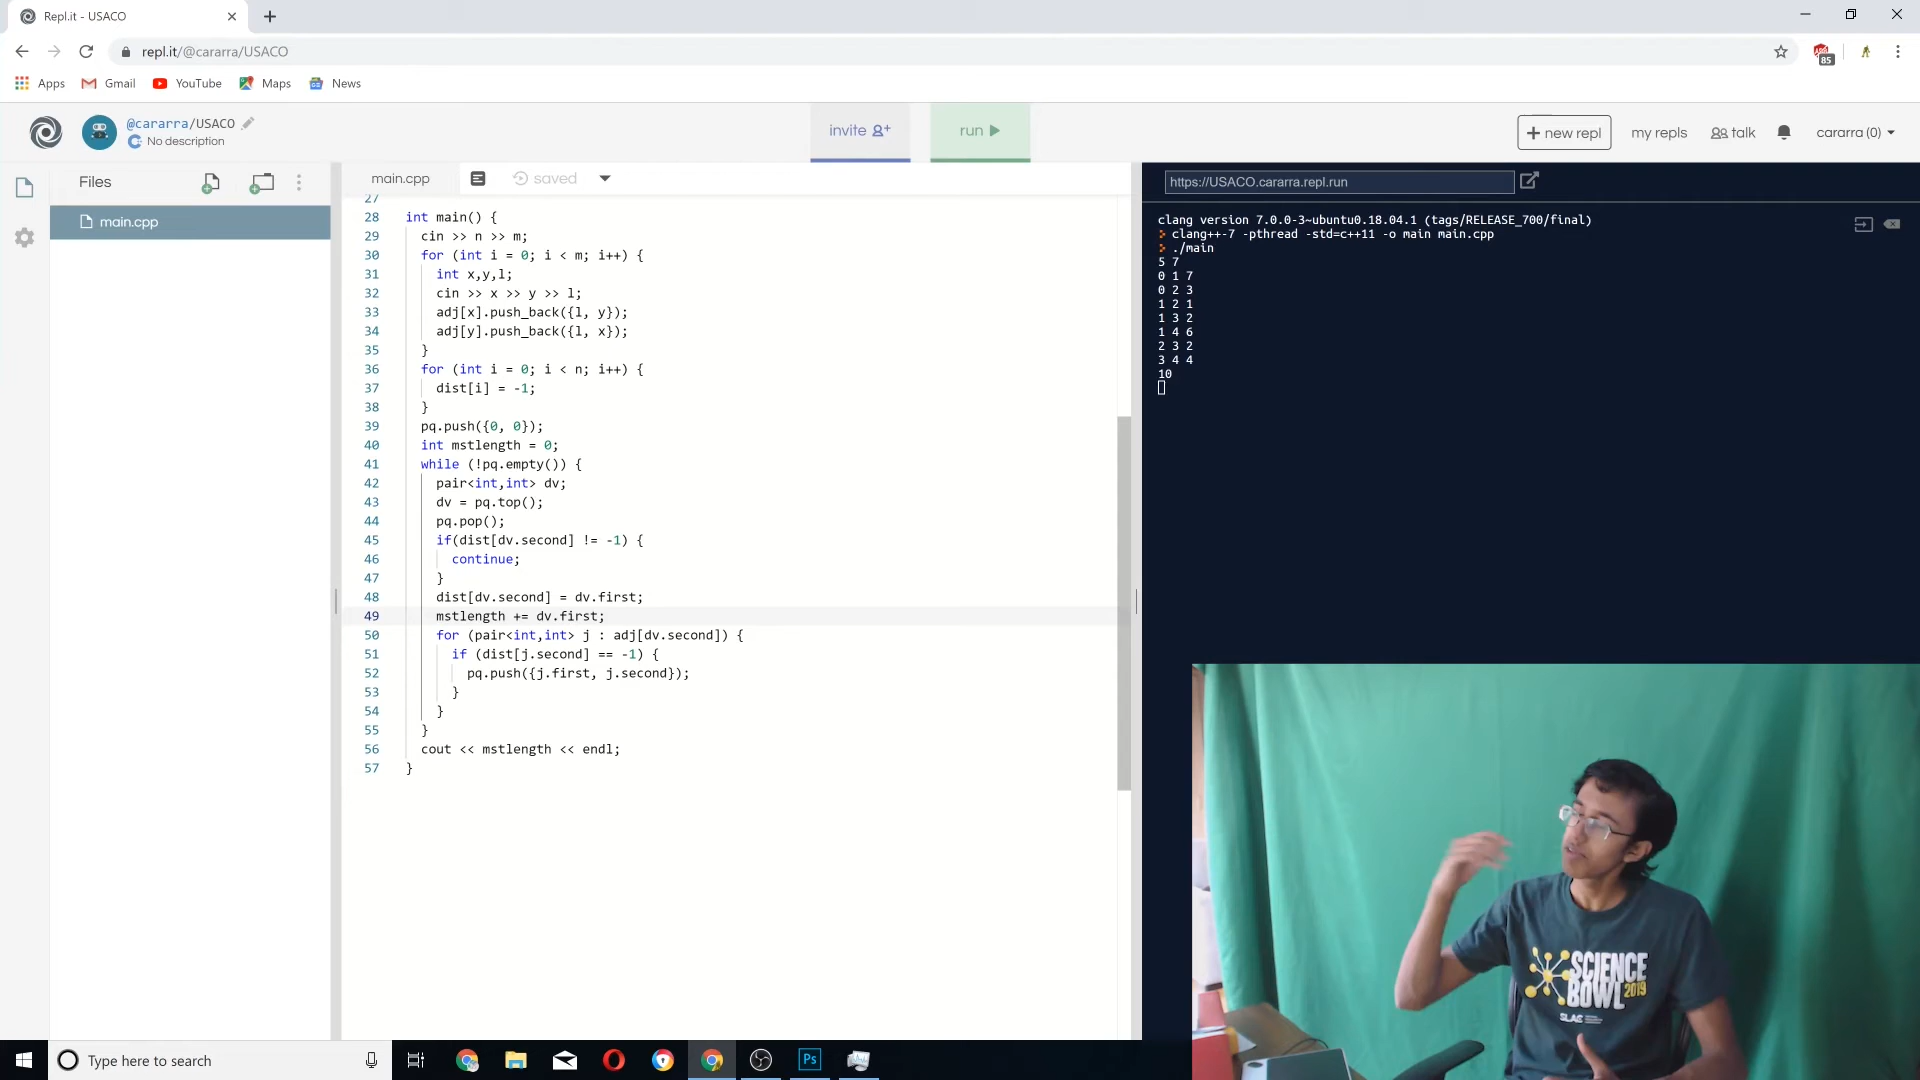 Repl.it - USACO
repl.it/@cararra/USACO
85
Apps
Gmail
YouTube
Maps
News
@cararra/USACO
No description
invite
run
+ new repl
my repls
talk
cararra (0)
Files
main.cpp
main.cpp
saved
27
28 int main() {
29 cin >> n >> m;
30 for (int i = 0; i < m; i++) {
31 int x,y,l;
32 cin >> x >> y >> l;
33 adj[x].push_back({l, y});
34 adj[y].push_back({l, x});
35 }
36 for (int i = 0; i < n; i++) {
37 dist[i] = -1;
38 }
39 pq.push({0, 0});
40 int mstlength = 0;
41 while (!pq.empty()) {
42 pair<int,int> dv;
43 dv = pq.top();
44 pq.pop();
45 if(dist[dv.second] != -1) {
46 continue;
47 }
48 dist[dv.second] = dv.first;
49 mstlength += dv.first;
50 for (pair<int,int> j : adj[dv.second]) {
51 if (dist[j.second] == -1) {
52 pq.push({j.first, j.second});
53 }
54 }
55 }
56 cout << mstlength << endl;
57 }
https://USACO.cararra.repl.run
clang version 7.0.0-3~ubuntu0.18.04.1 (tags/RELEASE_700/final)
> clang++-7 -pthread -std=c++11 -o main main.cpp
> ./main
5 7
0 1 7
0 2 3
1 2 1
1 3 2
1 4 6
2 3 2
3 4 4
10
SCIENCE
BOWL 2019
SLAC
Type here to search
Ps